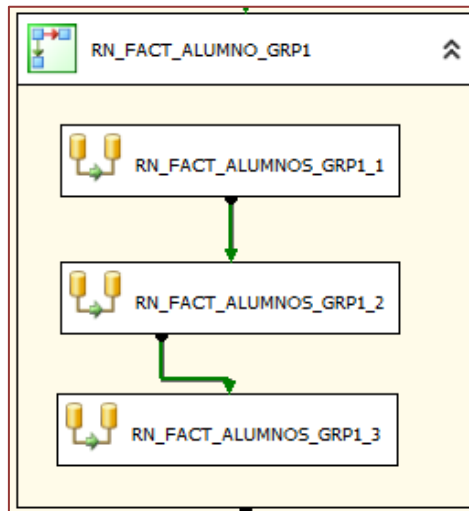 RN_FACT_ALUMNO_GRP1
RN_FACT_ALUMNOS_GRP1_1
RN_FACT_ALUMNOS_GRP1_2
RN_FACT_ALUMNOS_GRP1_3